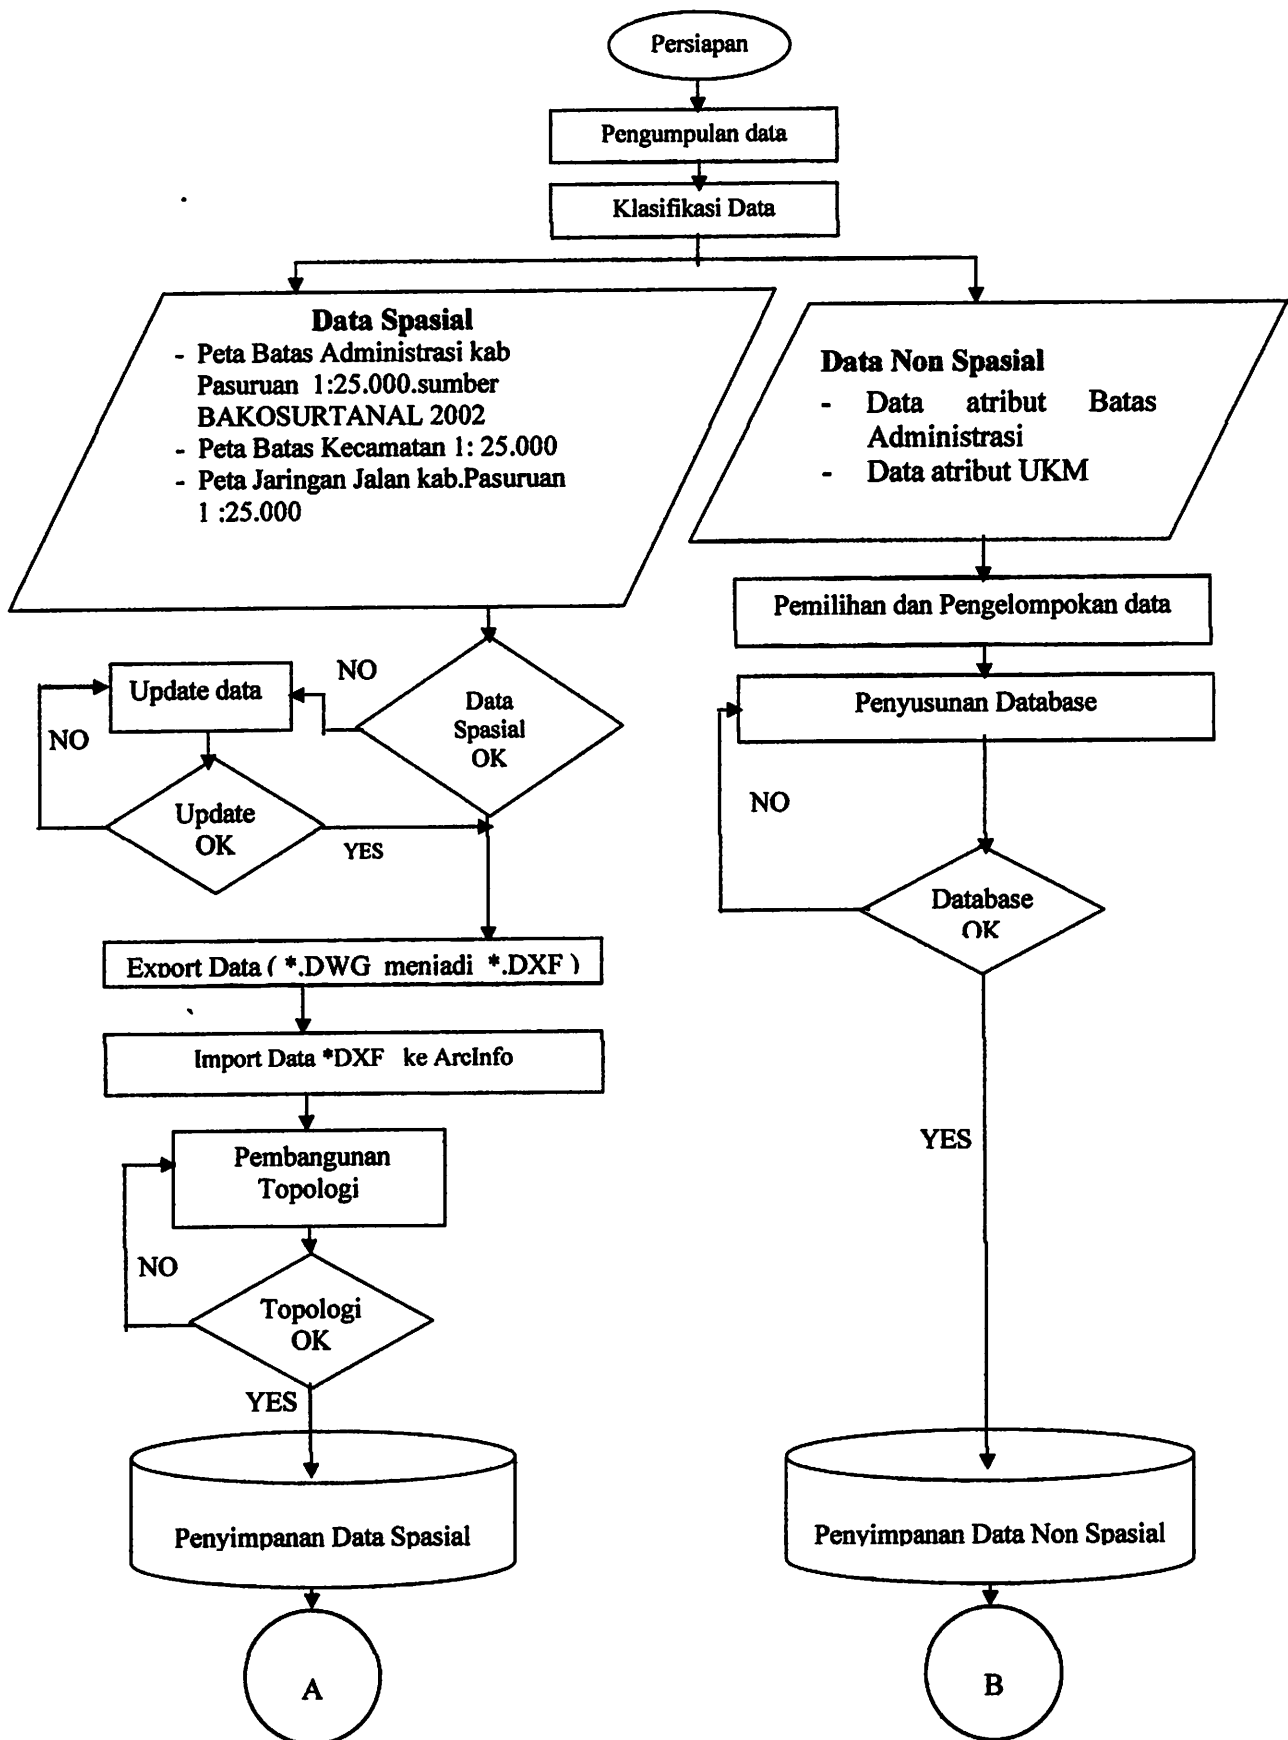 Persiapan
Pengumpulan data
Klasifikasi Data
Data Spasial
- Peta Batas Administrasi kab
Pasuruan 1:25.000.sumber
BAKOSURTANAL 2002
- Peta Batas Kecamatan 1: 25.000
- Peta Jaringan Jalan kab.Pasuruan
1 :25.000
Data Non Spasial
- Data atribut Batas
Administrasi
- Data atribut UKM
Pemilihan dan Pengelompokan data
Penyusunan Database
NO
Database
OK
YES
Penyimpanan Data Non Spasial
B
Data
Spasial
OK
NO
Update data
NO
Update
OK
YES
Export Data ( *.DWG menjadi *.DXF )
Import Data *DXF ke ArcInfo
Pembangunan
Topologi
NO
Topologi
OK
YES
Penyimpanan Data Spasial
A